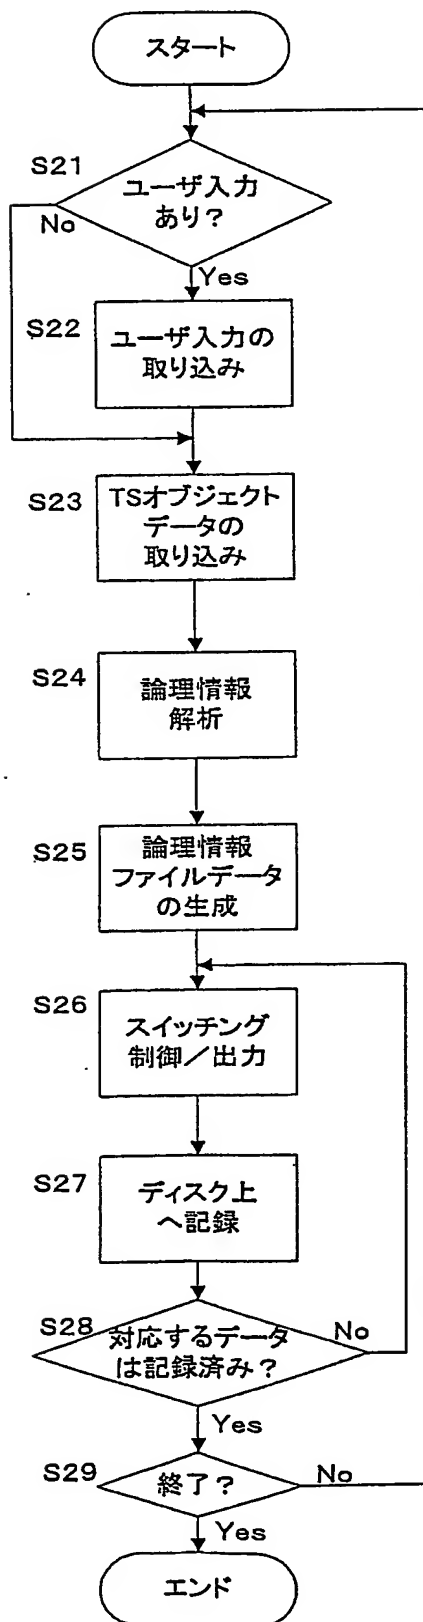 スタート
S21
ユーザ入力
あり?
No
Yes
S22
ユーザ入力の
取り込み
S23
TSオブジェクト
データの
取り込み
S24
論理情報
解析
S25
論理情報
ファイルデータ
の生成
S26
スイッチング
制御/出力
S27
ディスク上
へ記録
S28
対応するデータ
は記録済み?
No
Yes
S29
終了?
No
Yes
エンド